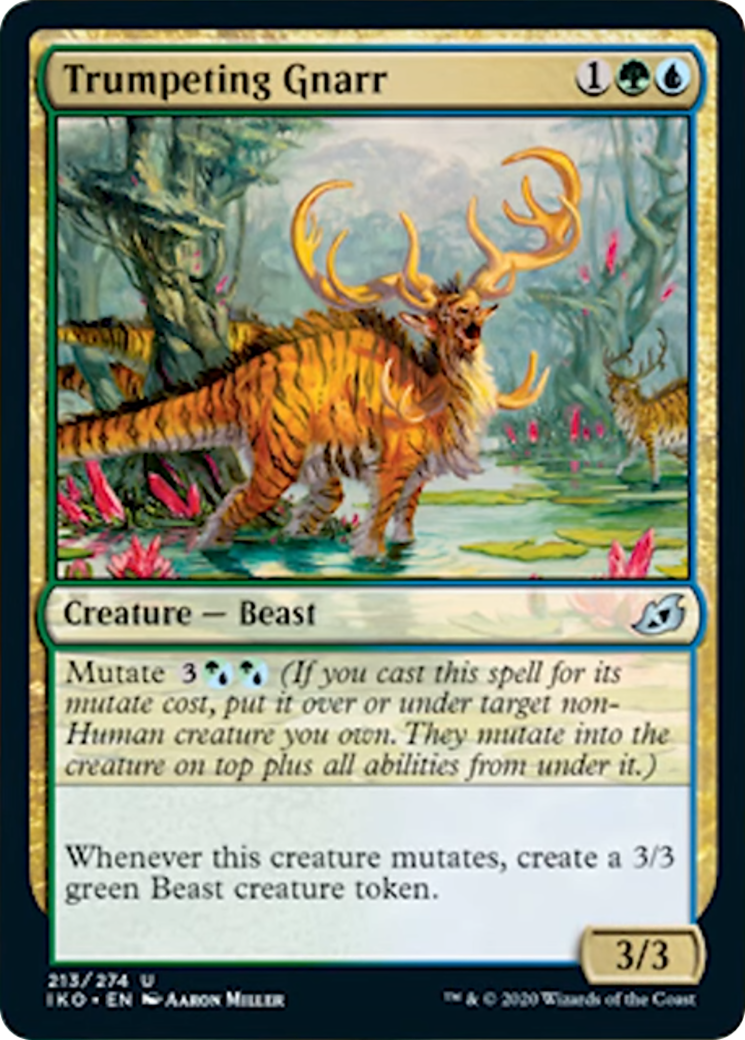 Trumpeting Gnarr 1
Creature — Beast
Mutate 3 (If you cast this spell for its
mutate cost, put it over or under target non-
Human creature you own. They mutate into the
creature on top plus all abilities from under it.)
Whenever this creature mutates, create a 3/3
green Beast creature token.
3/3
213/274 U
IKO • EN Aaron Miller
™ & © 2020 Wizards of the Coast